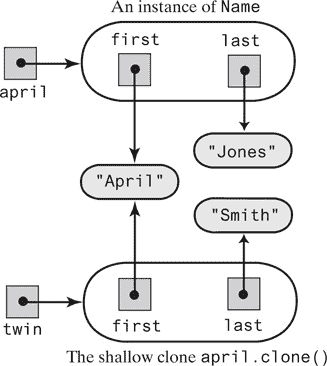 An instance of Name
first
last
april
"Jones"
"April"
"Smith"
twin
first
last
The shallow clone april.clone()